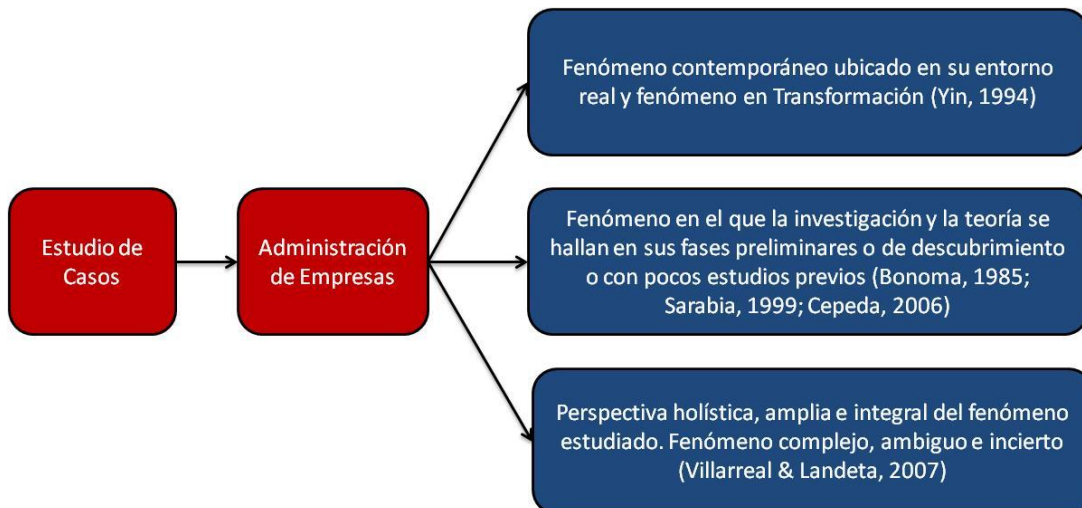 Estudio de
Casos
Administración
de Empresas
Fenómeno contemporáneo ubicado en su entorno
real y fenómeno en Transformación (Yin, 1994)
Fenómeno en el que la investigación y la teoría se
hallan en sus fases preliminares o de descubrimiento
o con pocos estudios previos (Bonoma, 1985;
Sarabia, 1999; Cepeda, 2006)
Perspectiva holística, amplia e integral del fenómeno
estudiado. Fenómeno complejo, ambiguo e incierto
(Villarreal & Landeta, 2007)